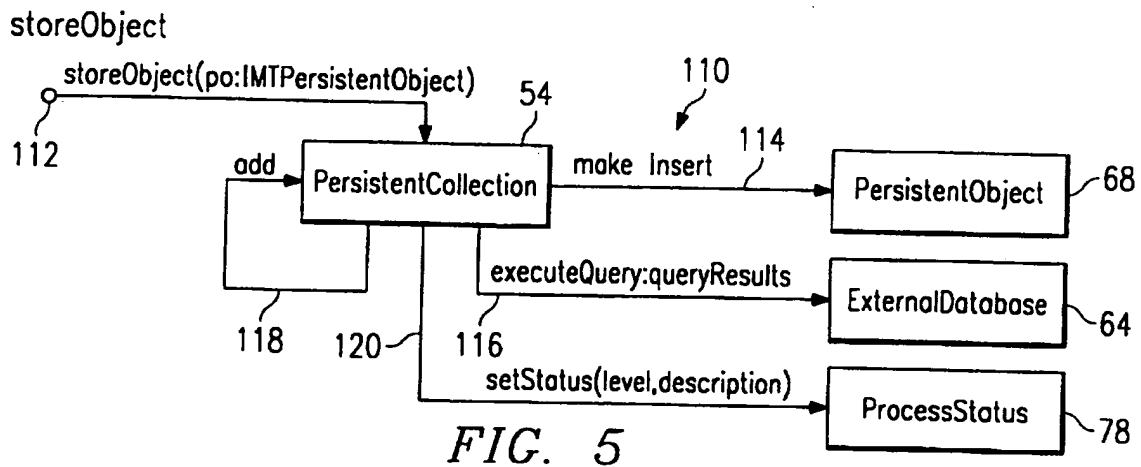 storeObject
storeObject(po:IMTPersistentObject)
112
54
110
add
PersistentCollection
make Insert
114
PersistentObject
68
executeQuery:queryResults
ExternalDatabase
64
118
120
116
setStatus(level,description)
ProcessStatus
78
FIG. 5